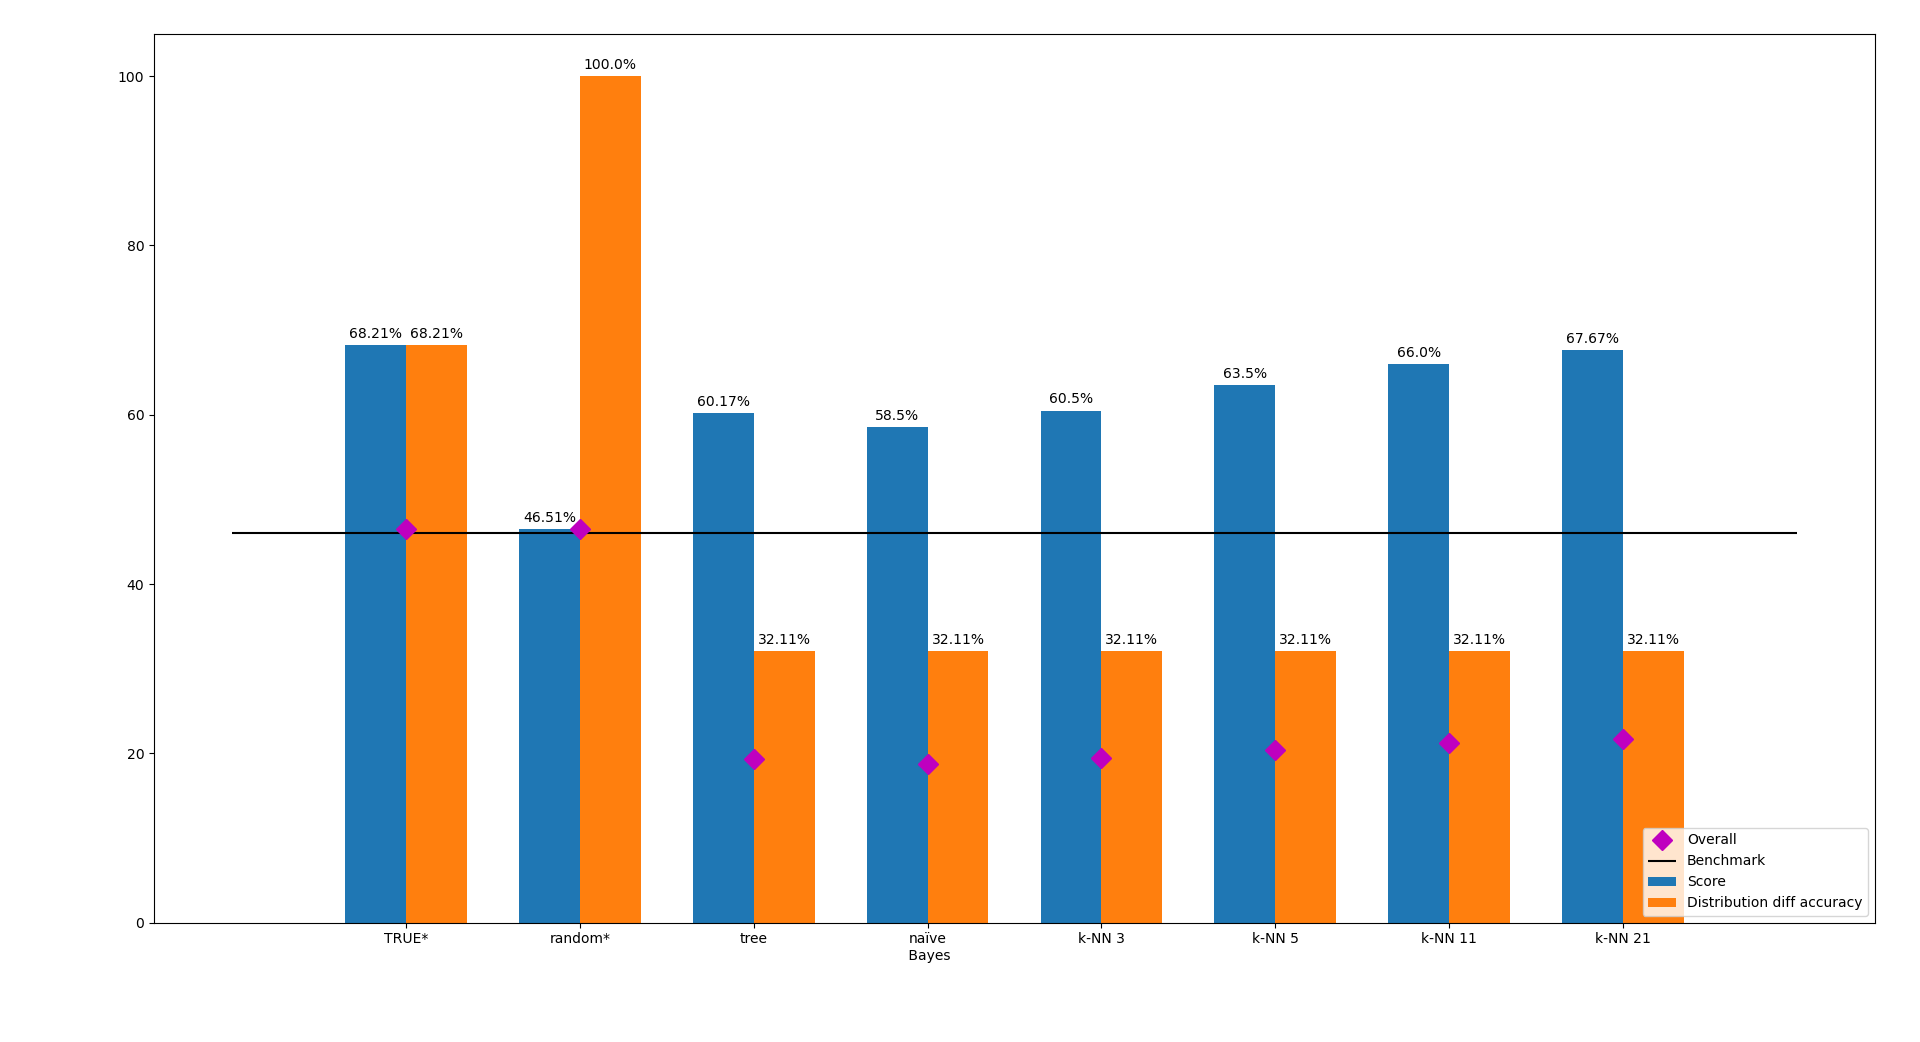 100
80
60
40
20
0
68.21%
68.21%
46.51%
100.0%
60.17%
32.11%
58.5%
32.11%
60.5%
32.11%
63.5%
32.11%
66.0%
32.11%
67.67%
32.11%
TRUE*
random*
tree
naïve
Bayes
k-NN 3
k-NN 5
k-NN 11
k-NN 21
Overall
Benchmark
Score
Distribution diff accuracy